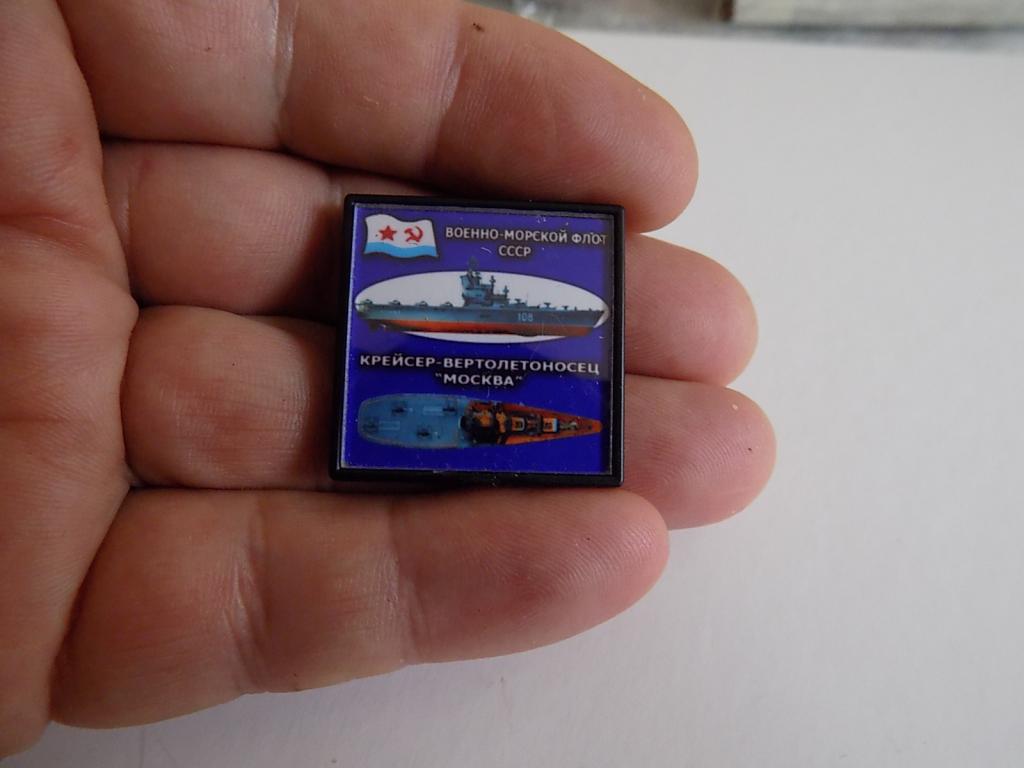 ВОЕННО-МОРСКОЙ ФЛОТ
СССР
108
КРЕЙСЕР-ВЕРТОЛЕТОНОСЕЦ
"МОСКВА"